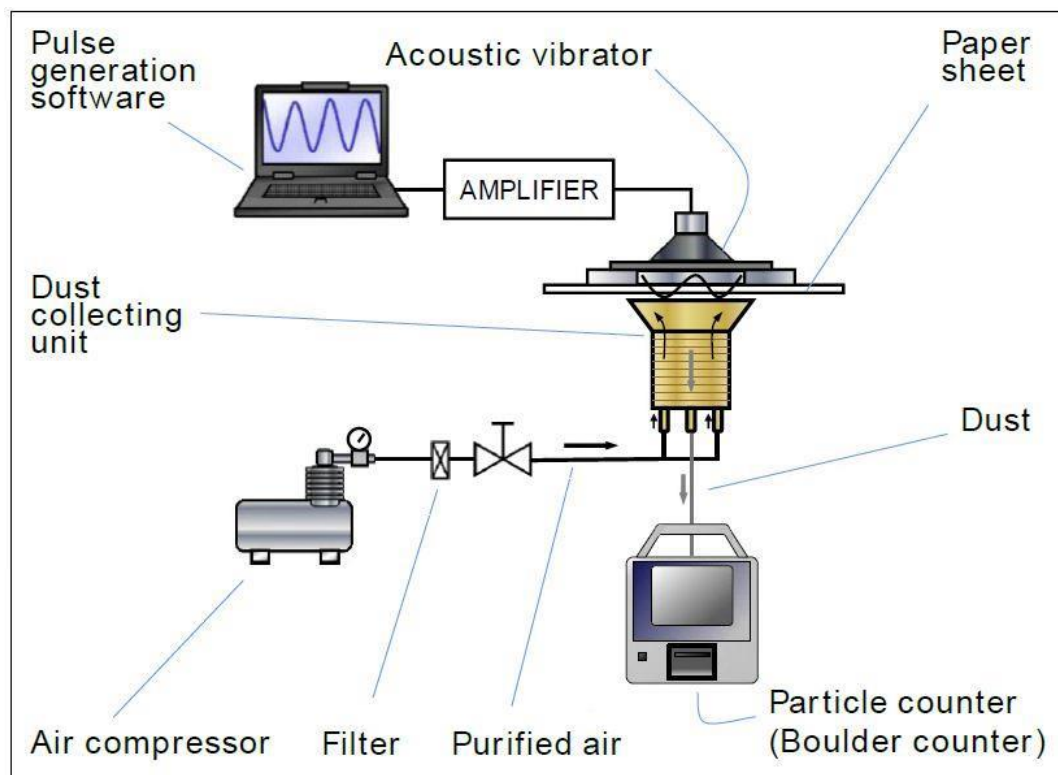 Pulse
generation
software
Acoustic vibrator
Paper
sheet
AMPLIFIER
Dust
collecting
unit
Dust
Air compressor
Filter
Purified air
Particle counter
(Boulder counter)